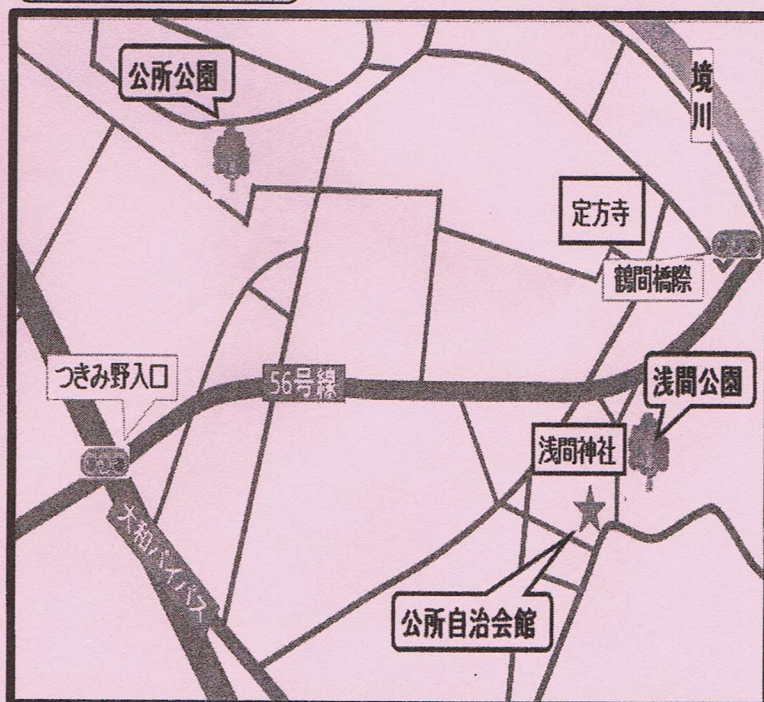 公所公園
境川
定方寺
鶴間橋際
つきみ野入口
56号線
浅間公園
浅間神社
大和バイパス
公所自治会館